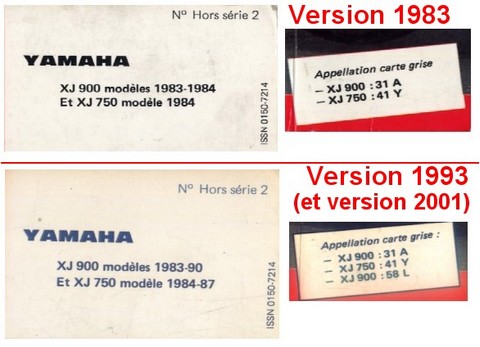 Nº Hors série 2
YAMAHA
XJ 900 modèles 1983-1984
Et XJ 750 modèle 1984
ISSN 0150-7214
Version 1983
Appellation carte grise
– XJ 900 : 31 A
– XJ 750 : 41 Y
Nº Hors série 2
YAMAHA
XJ 900 modèles 1983-90
Et XJ 750 modèle 1984-87
ISSN 0150-7214
Version 1993
(et version 2001)
Appellation carte grise :
– XJ 900 : 31 A
– XJ 750 : 41 Y
– XJ 900 : 58 L